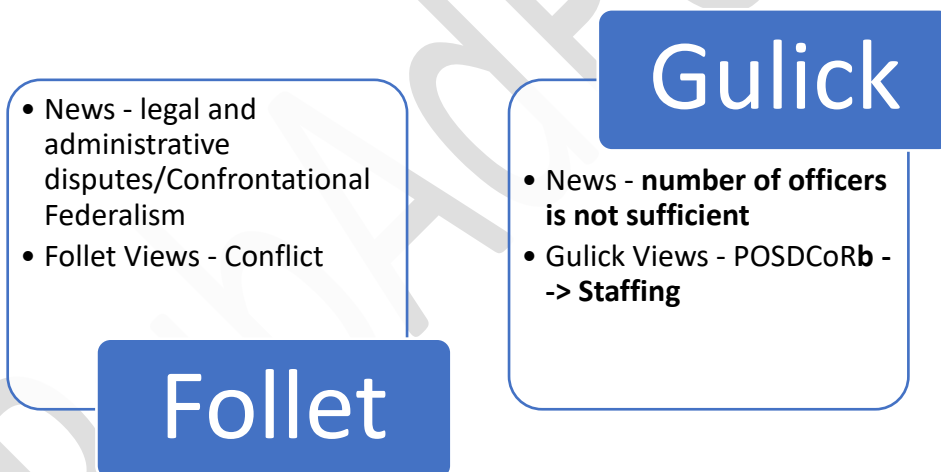 • News - legal and
administrative
disputes/Confrontational
Federalism
• Follet Views - Conflict
Follet
Gulick
• News - number of officers
is not sufficient
• Gulick Views - POSDCoRb -
-> Staffing